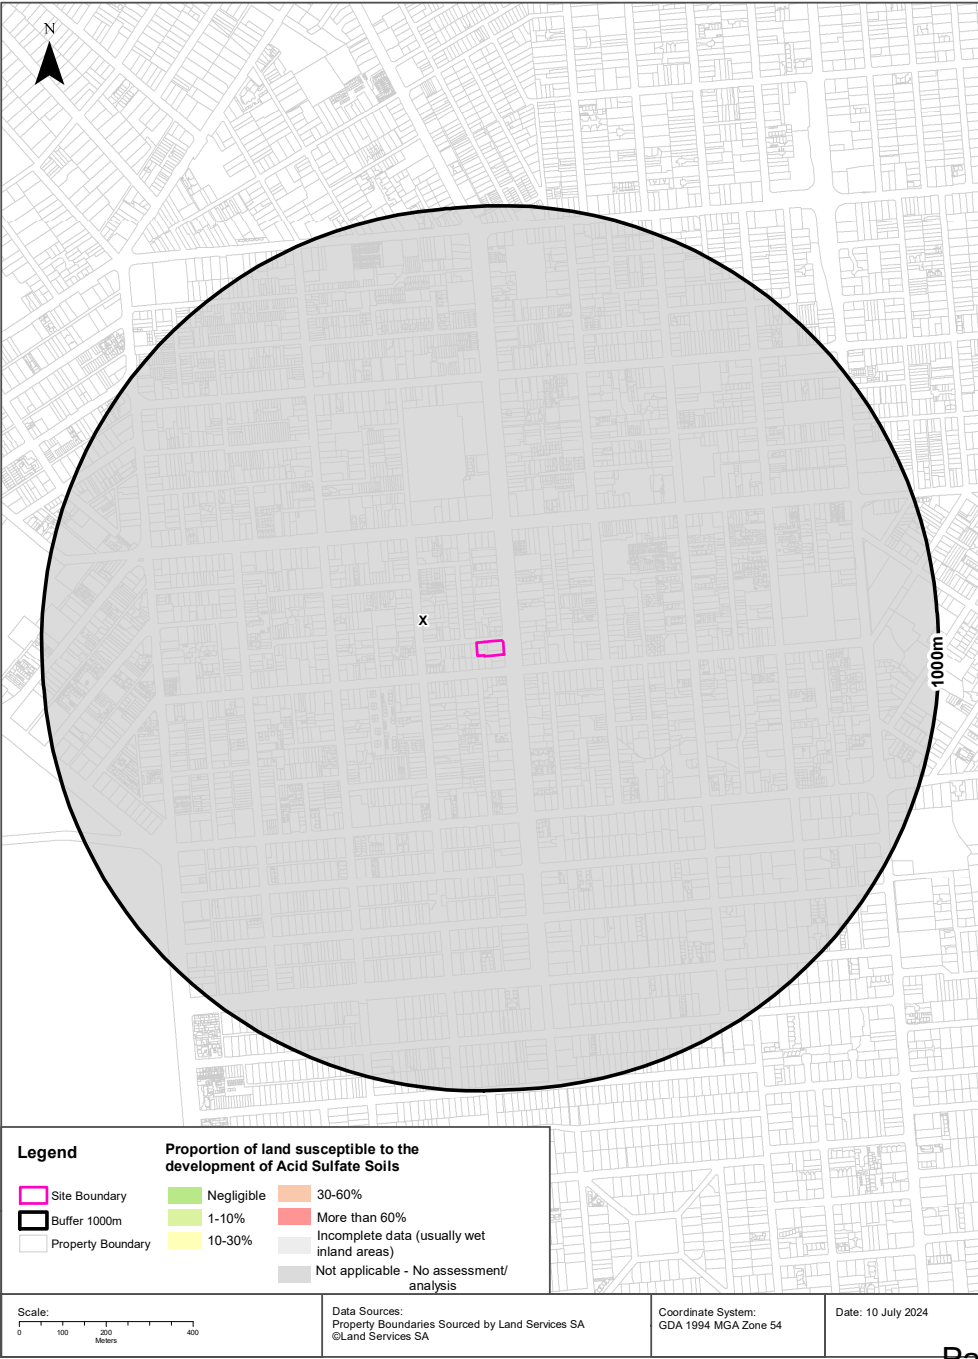 N
X
1000m
Legend
Site Boundary
Buffer 1000m
Property Boundary
Proportion of land susceptible to the
development of Acid Sulfate Soils
Negligible
1-10%
10-30%
30-60%
More than 60%
Incomplete data (usually wet
inland areas)
Not applicable - No assessment/
analysis
Scale:
0 100 200 400
Meters
Data Sources:
Property Boundaries Sourced by Land Services SA
©Land Services SA
Coordinate System:
GDA 1994 MGA Zone 54
Date: 10 July 2024